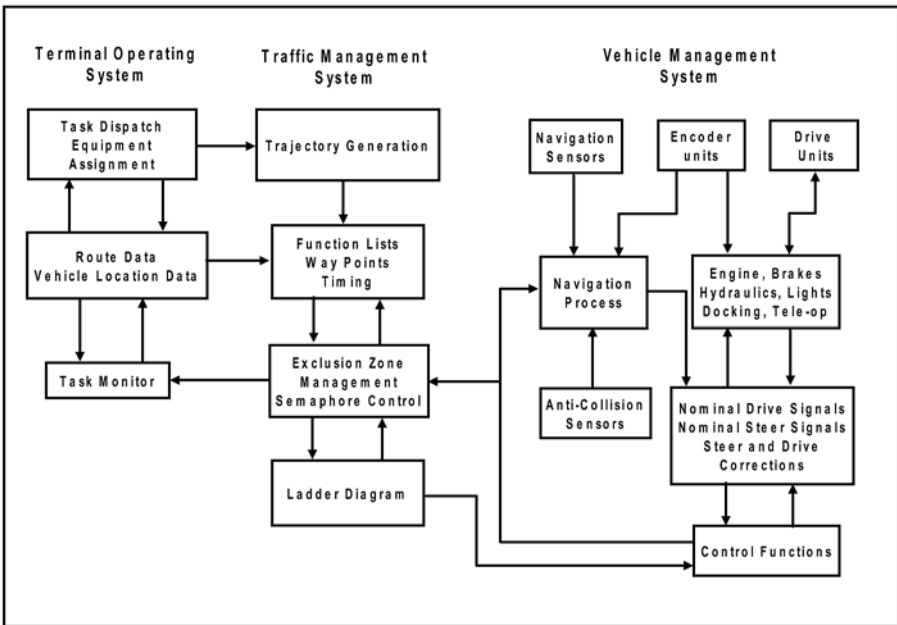 Terminal Operating
System
Traffic Management
System
Vehicle Management
System
Task Dispatch
Equipment
Assignment
Trajectory Generation
Navigation
Sensors
Encoder
units
Drive
Units
Route Data
Vehicle Location Data
Function Lists
Way Points
Timing
Navigation
Process
Engine, Brakes
Hydraulics, Lights
Docking, Tele-op
Task Monitor
Exclusion Zone
Management
Semaphore Control
Anti-Collision
Sensors
Nominal Drive Signals
Nominal Steer Signals
Steer and Drive
Corrections
Ladder Diagram
Control Functions